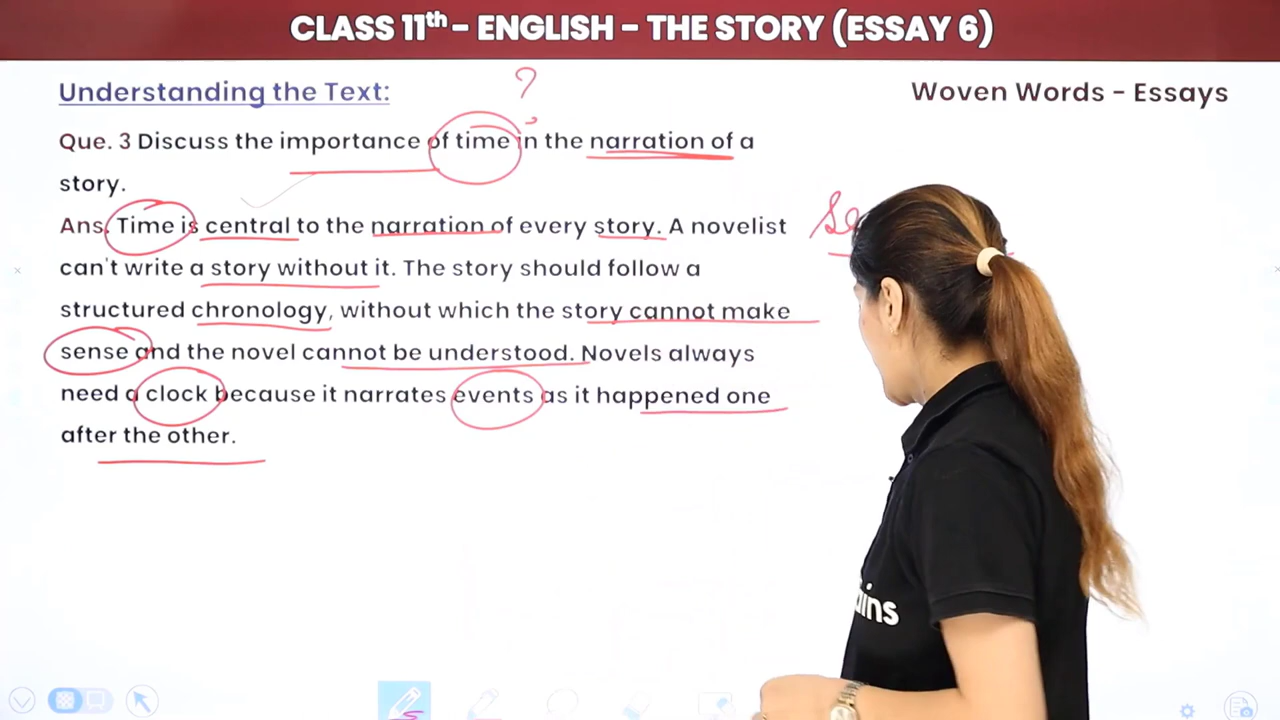 CLASS 11th - ENGLISH - THE STORY (ESSAY 6)
Understanding the Text:
Woven Words - Essays
?
Que. 3 Discuss the importance of time in the narration of a
story.
Ans. Time is central to the narration of every story. A novelist
can't write a story without it. The story should follow a
structured chronology, without which the story cannot make
sense and the novel cannot be understood. Novels always
need a clock because it narrates events as it happened one
after the other.